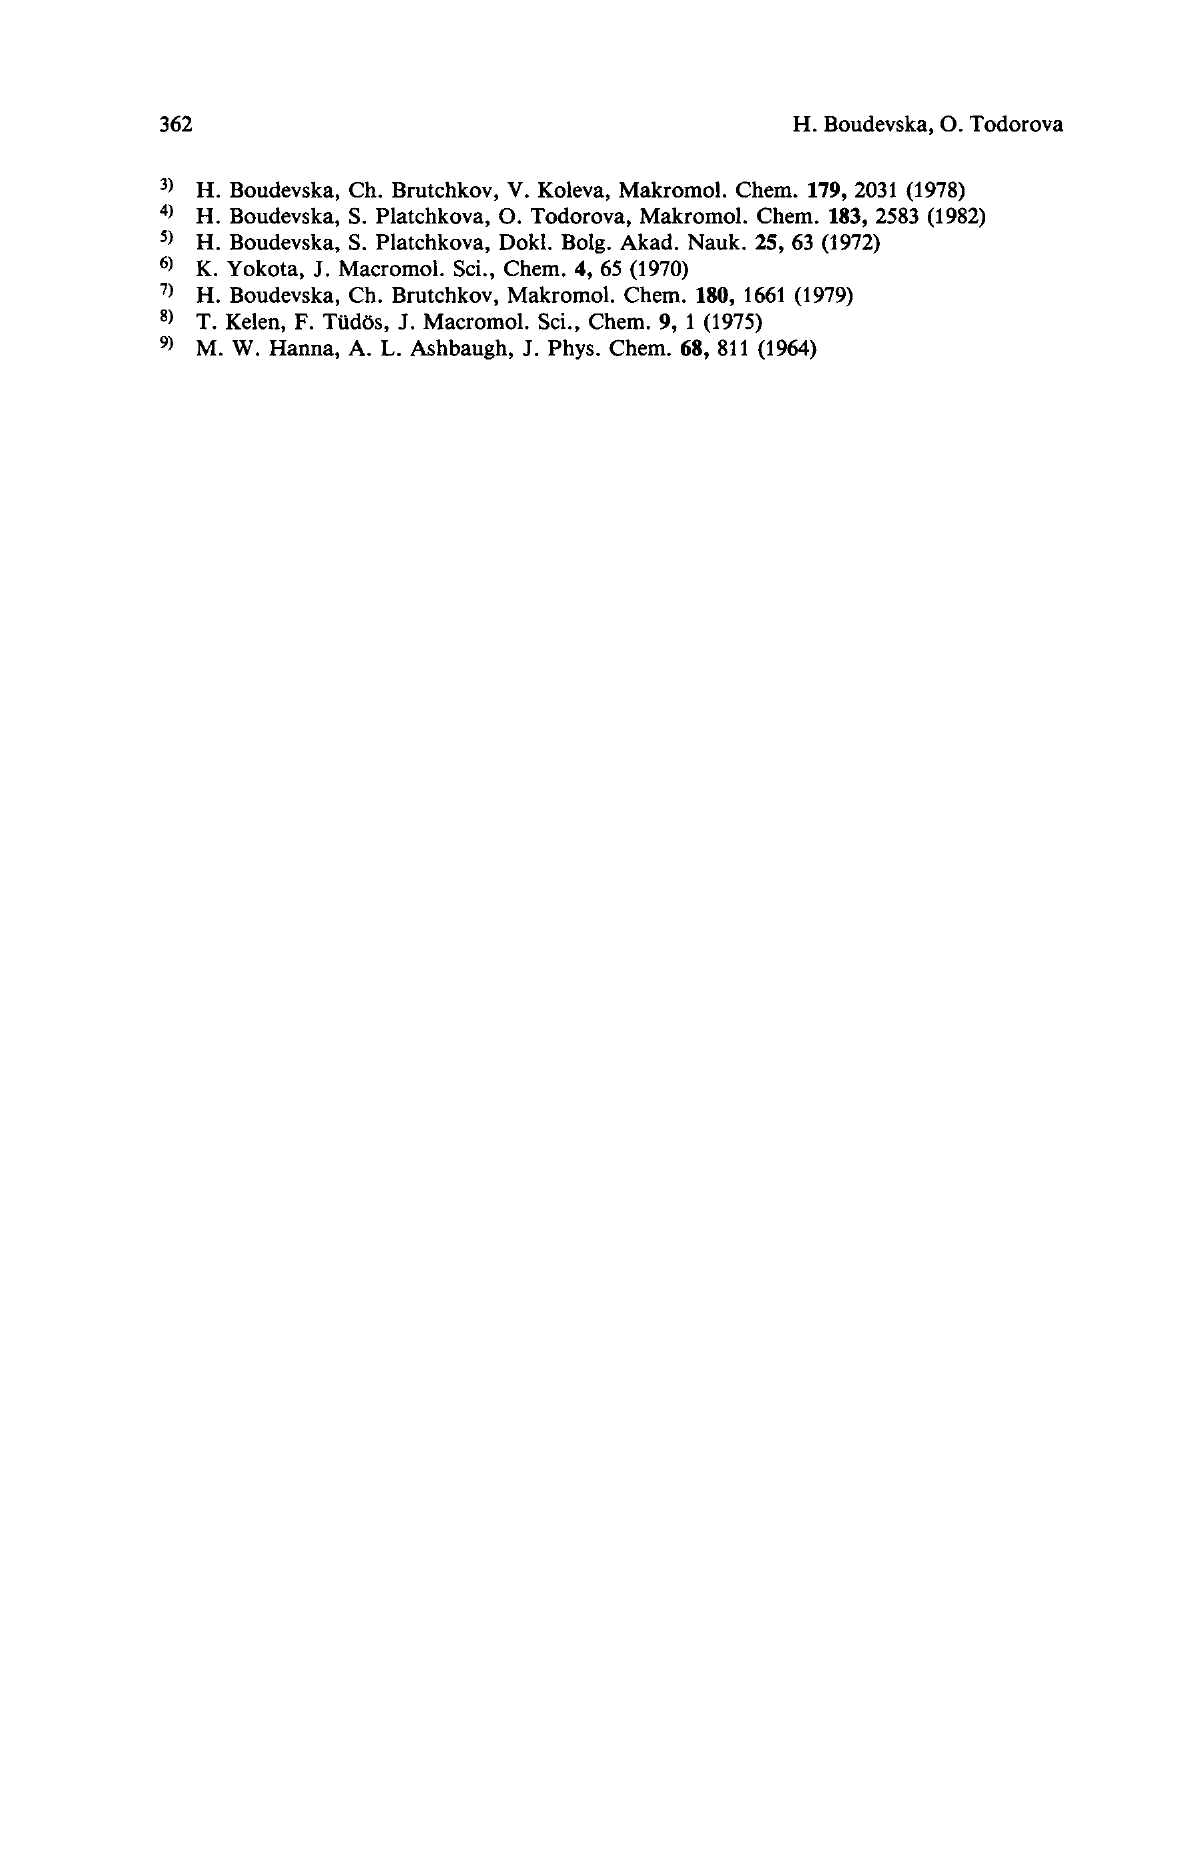 362 H. Boudevska, O. Todorova
3) H. Boudevska, Ch. Brutchkov, V. Koleva, Makromol. Chem. 179, 2031 (1978)
4) H. Boudevska, S. Platchkova, O. Todorova, Makromol. Chem. 183, 2583 (1982)
5) H. Boudevska, S. Platchkova, Dokl. Bolg. Akad. Nauk. 25, 63 (1972)
6) K. Yokota, J. Macromol. Sci., Chem. 4, 65 (1970)
7) H. Boudevska, Ch. Brutchkov, Makromol. Chem. 180, 1661 (1979)
8) T. Kelen, F. Tüdös, J. Macromol. Sci., Chem. 9, 1 (1975)
9) M. W. Hanna, A. L. Ashbaugh, J. Phys. Chem. 68, 811 (1964)